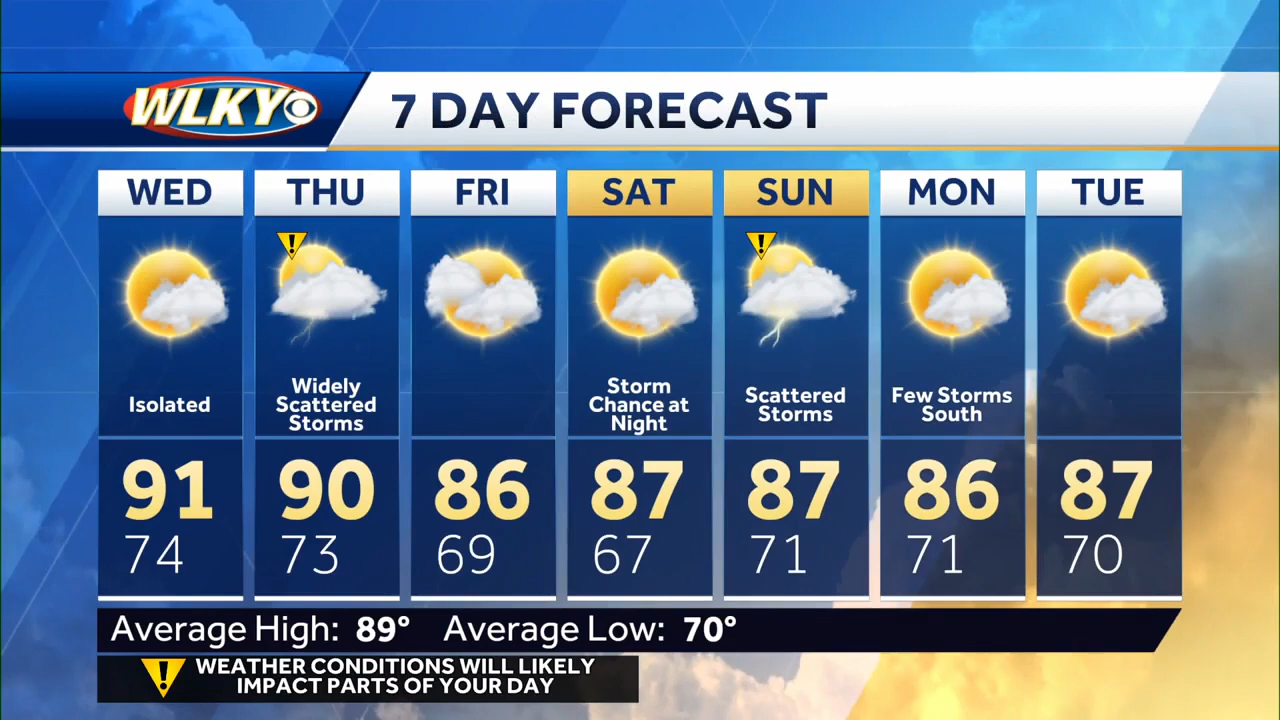 WLKY
7 DAY FORECAST
WED
THU
FRI
SAT
SUN
MON
TUE
!
!
Isolated
Widely
Scattered
Storms
Storm
Chance at
Night
Scattered
Storms
Few Storms
South
91
90
86
87
87
86
87
74
73
69
67
71
71
70
Average High: 89° Average Low: 70°
!
WEATHER CONDITIONS WILL LIKELY
IMPACT PARTS OF YOUR DAY